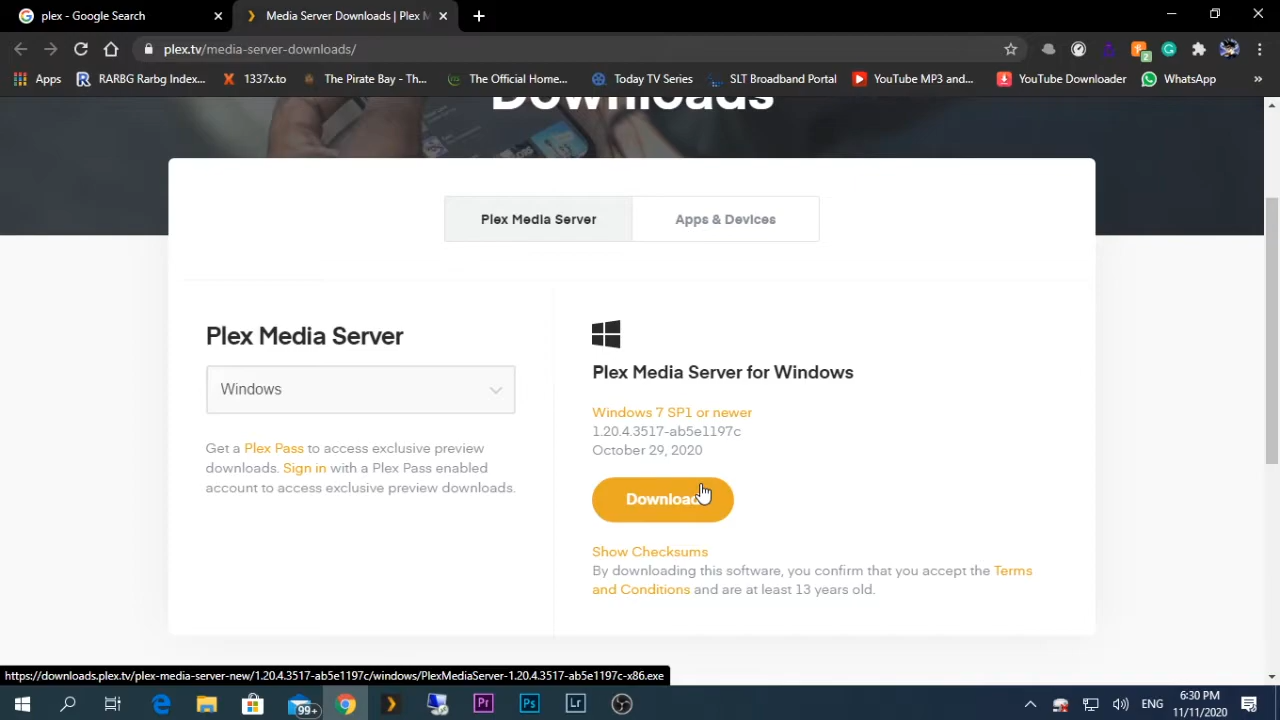 plex - Google Search
Media Server Downloads | Plex M
plex.tv/media-server-downloads/
2
Apps
RARBG Rarbg Index...
1337x.to
The Pirate Bay - Th...
The Official Home...
Today TV Series
SLT Broadband Portal
YouTube MP3 and...
YouTube Downloader
WhatsApp
»
Downloads
Plex Media Server
Apps & Devices
Plex Media Server
Windows
Get a Plex Pass to access exclusive preview
downloads. Sign in with a Plex Pass enabled
account to access exclusive preview downloads.
Plex Media Server for Windows
Windows 7 SP1 or newer
1.20.4.3517-ab5e1197c
October 29, 2020
Download
Show Checksums
By downloading this software, you confirm that you accept the Terms
and Conditions and are at least 13 years old.
https://downloads.plex.tv/plex-media-server-new/1.20.4.3517-ab5e1197c/windows/PlexMediaServer-1.20.4.3517-ab5e1197c-x86.exe
99+
Pr
Ps
Lr
ENG
6:30 PM
11/11/2020